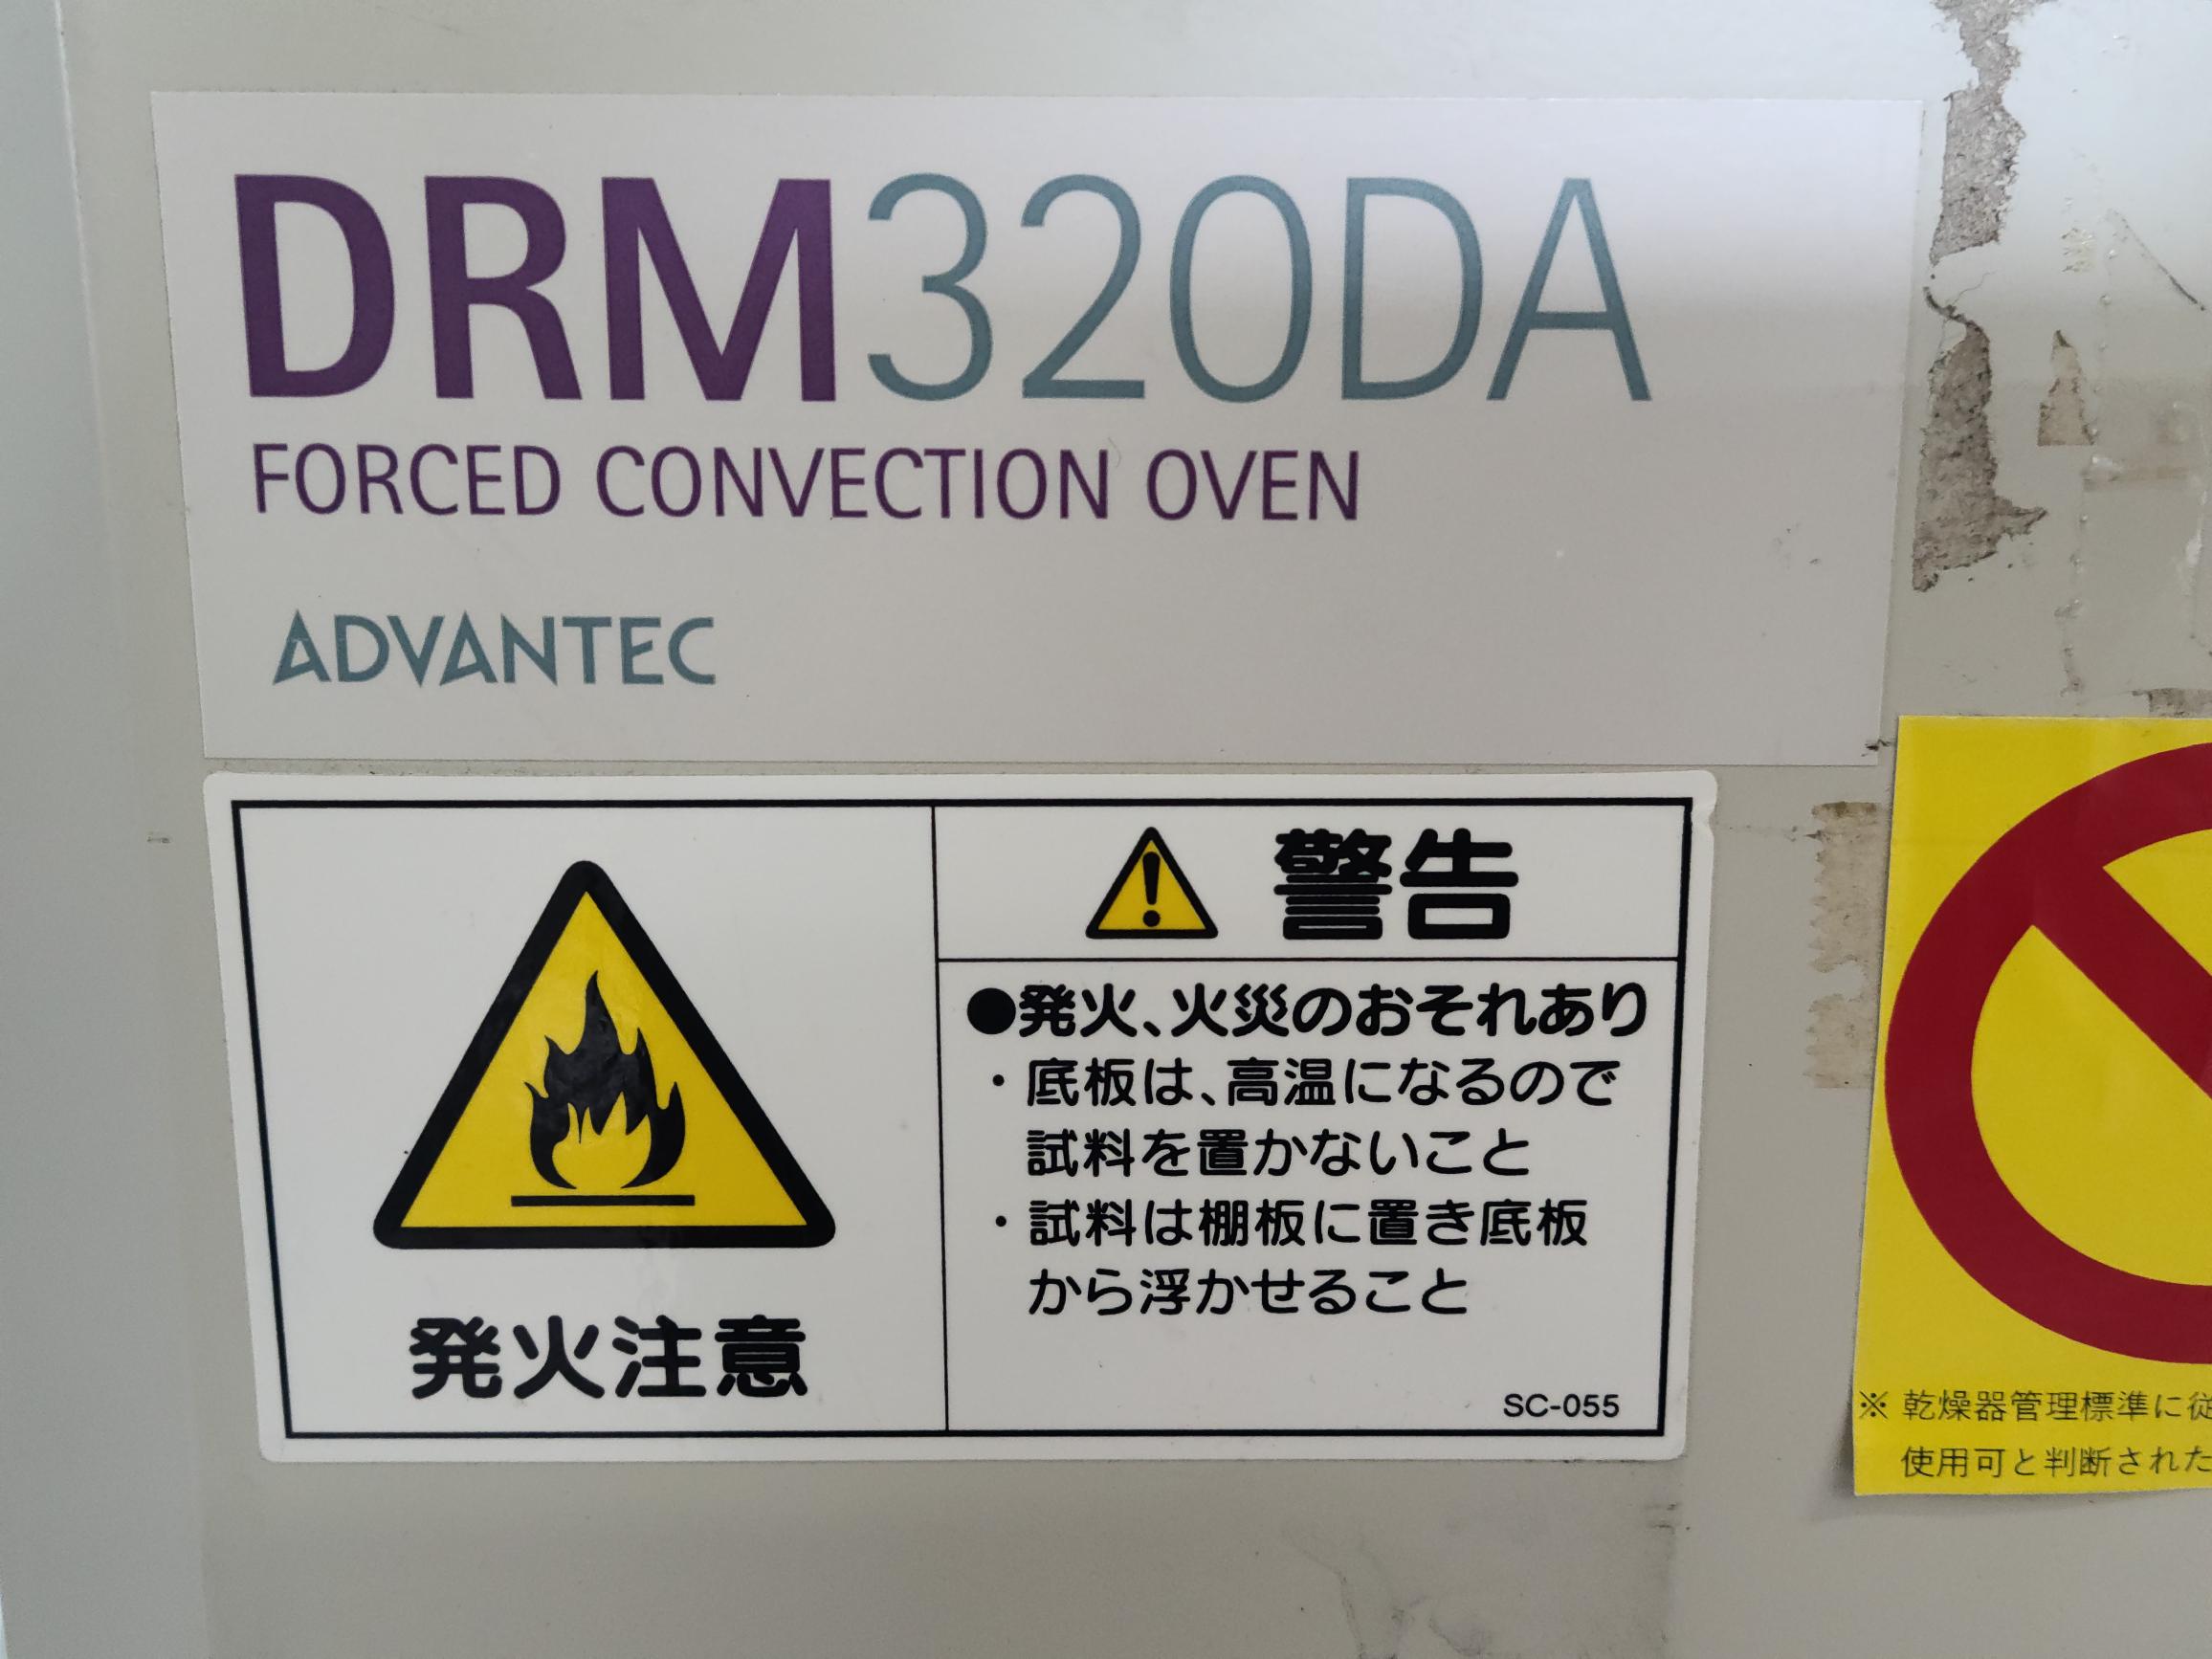 DRM320DA
FORCED CONVECTION OVEN
ADVANTEC
発火注意
警告
●発火、火災のおそれあり
・底板は、高温になるので
試料を置かないこと
・試料は棚板に置き底板
から浮かせること
SC-055
※ 乾燥器管理標準に従
使用可と判断された